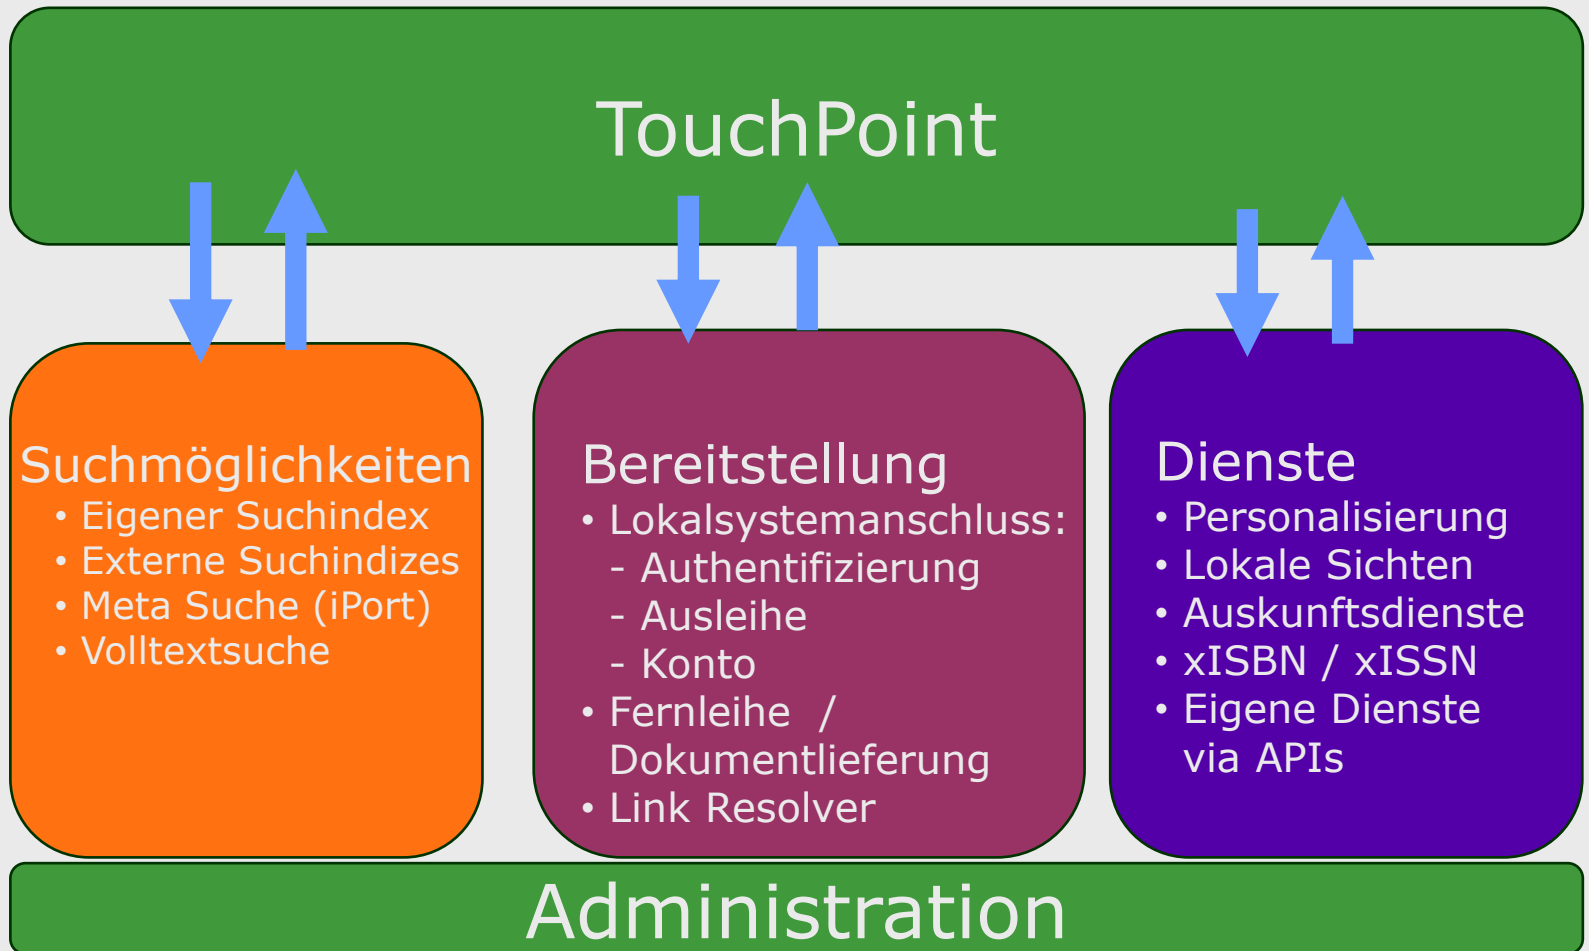 TouchPoint
Suchmöglichkeiten
• Eigener Suchindex
• Externe Suchindizes
• Meta Suche (iPort)
• Volltextsuche
Bereitstellung
• Lokalsystemanschluss:
- Authentifizierung
- Ausleihe
- Konto
• Fernleihe /
Dokumentlieferung
• Link Resolver
Dienste
• Personalisierung
• Lokale Sichten
• Auskunftsdienste
• xISBN / xISSN
• Eigene Dienste
via APIs
Administration